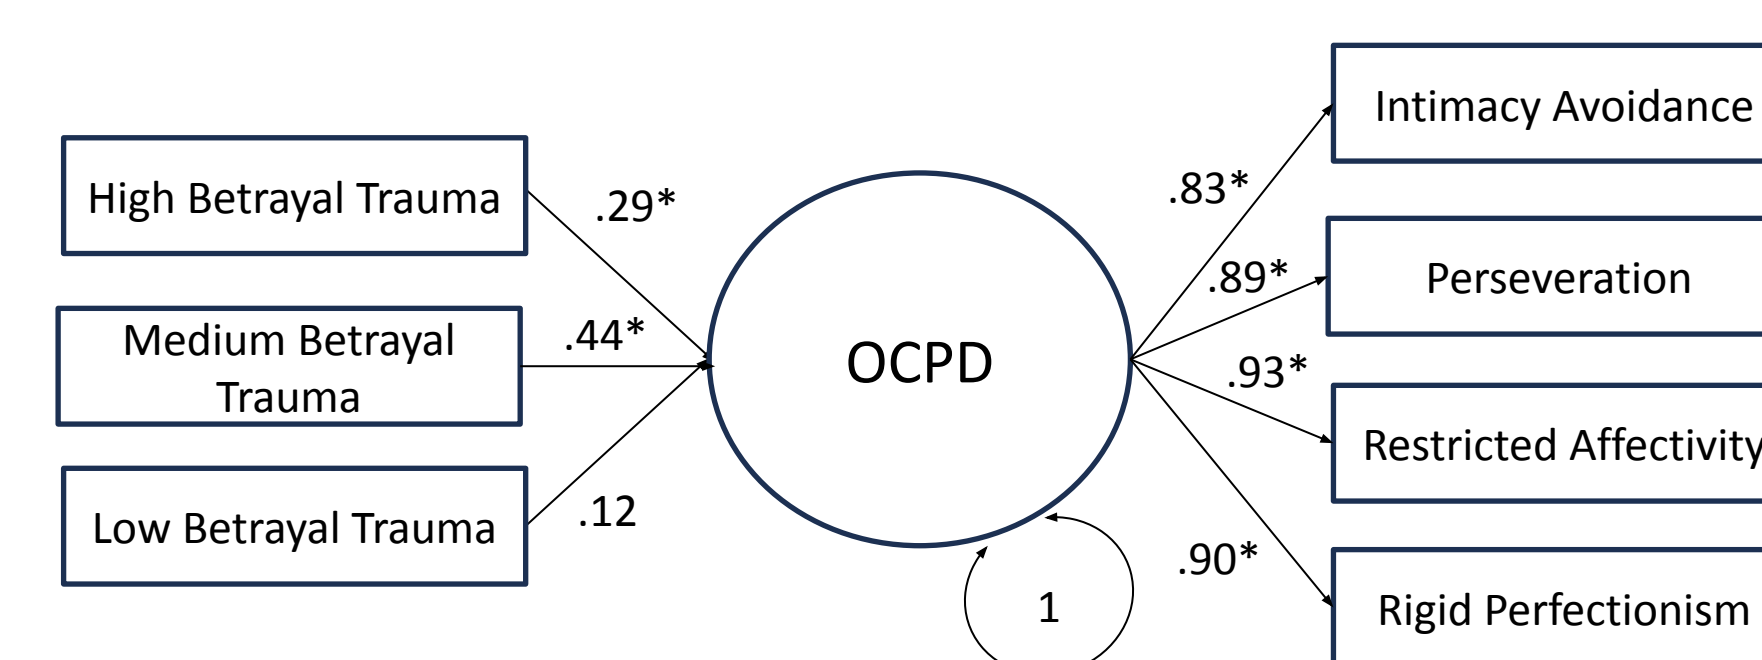 High Betrayal Trauma
.29*
Medium Betrayal
Trauma
.44*
Low Betrayal Trauma
.12
OCPD
1
.83*
Intimacy Avoidance
.89*
Perseveration
.93*
Restricted Affectivity
.90*
Rigid Perfectionism